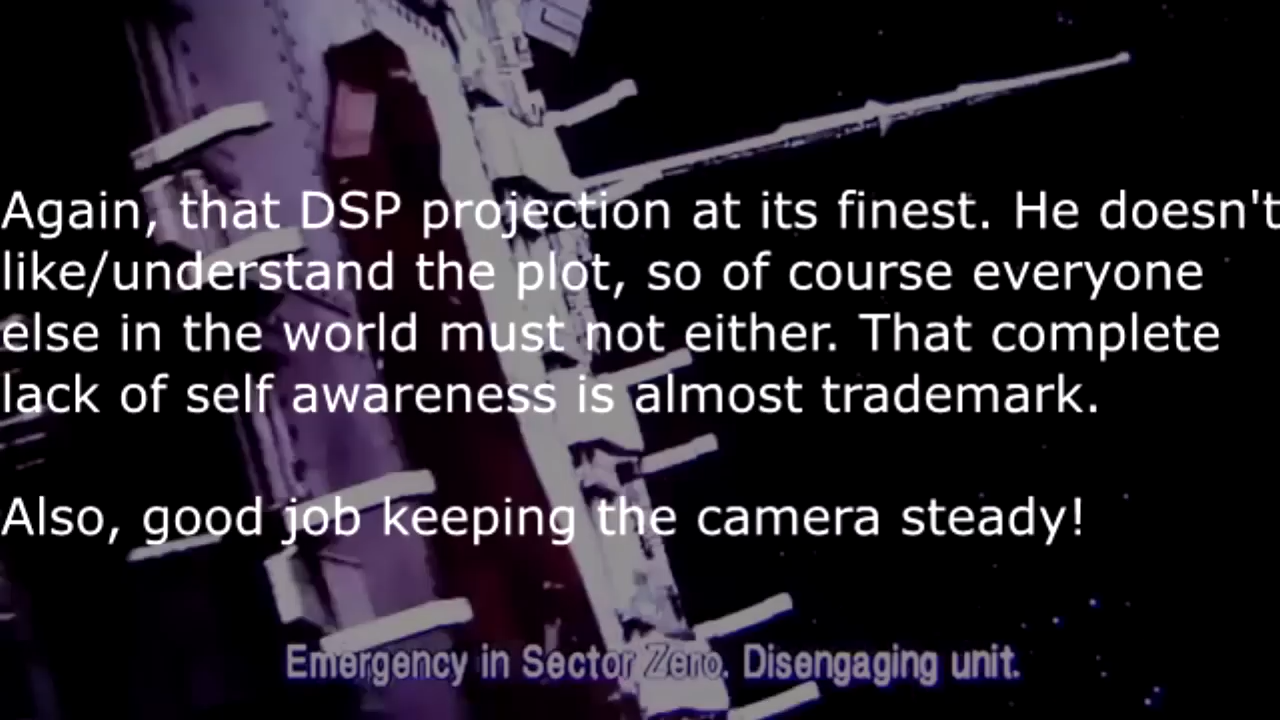 Again, that DSP projection at its finest. He doesn't
like/understand the plot, so of course everyone
else in the world must not either. That complete
lack of self awareness is almost trademark.
Also, good job keeping the camera steady!
Emergency in Sector Zero. Disengaging unit.